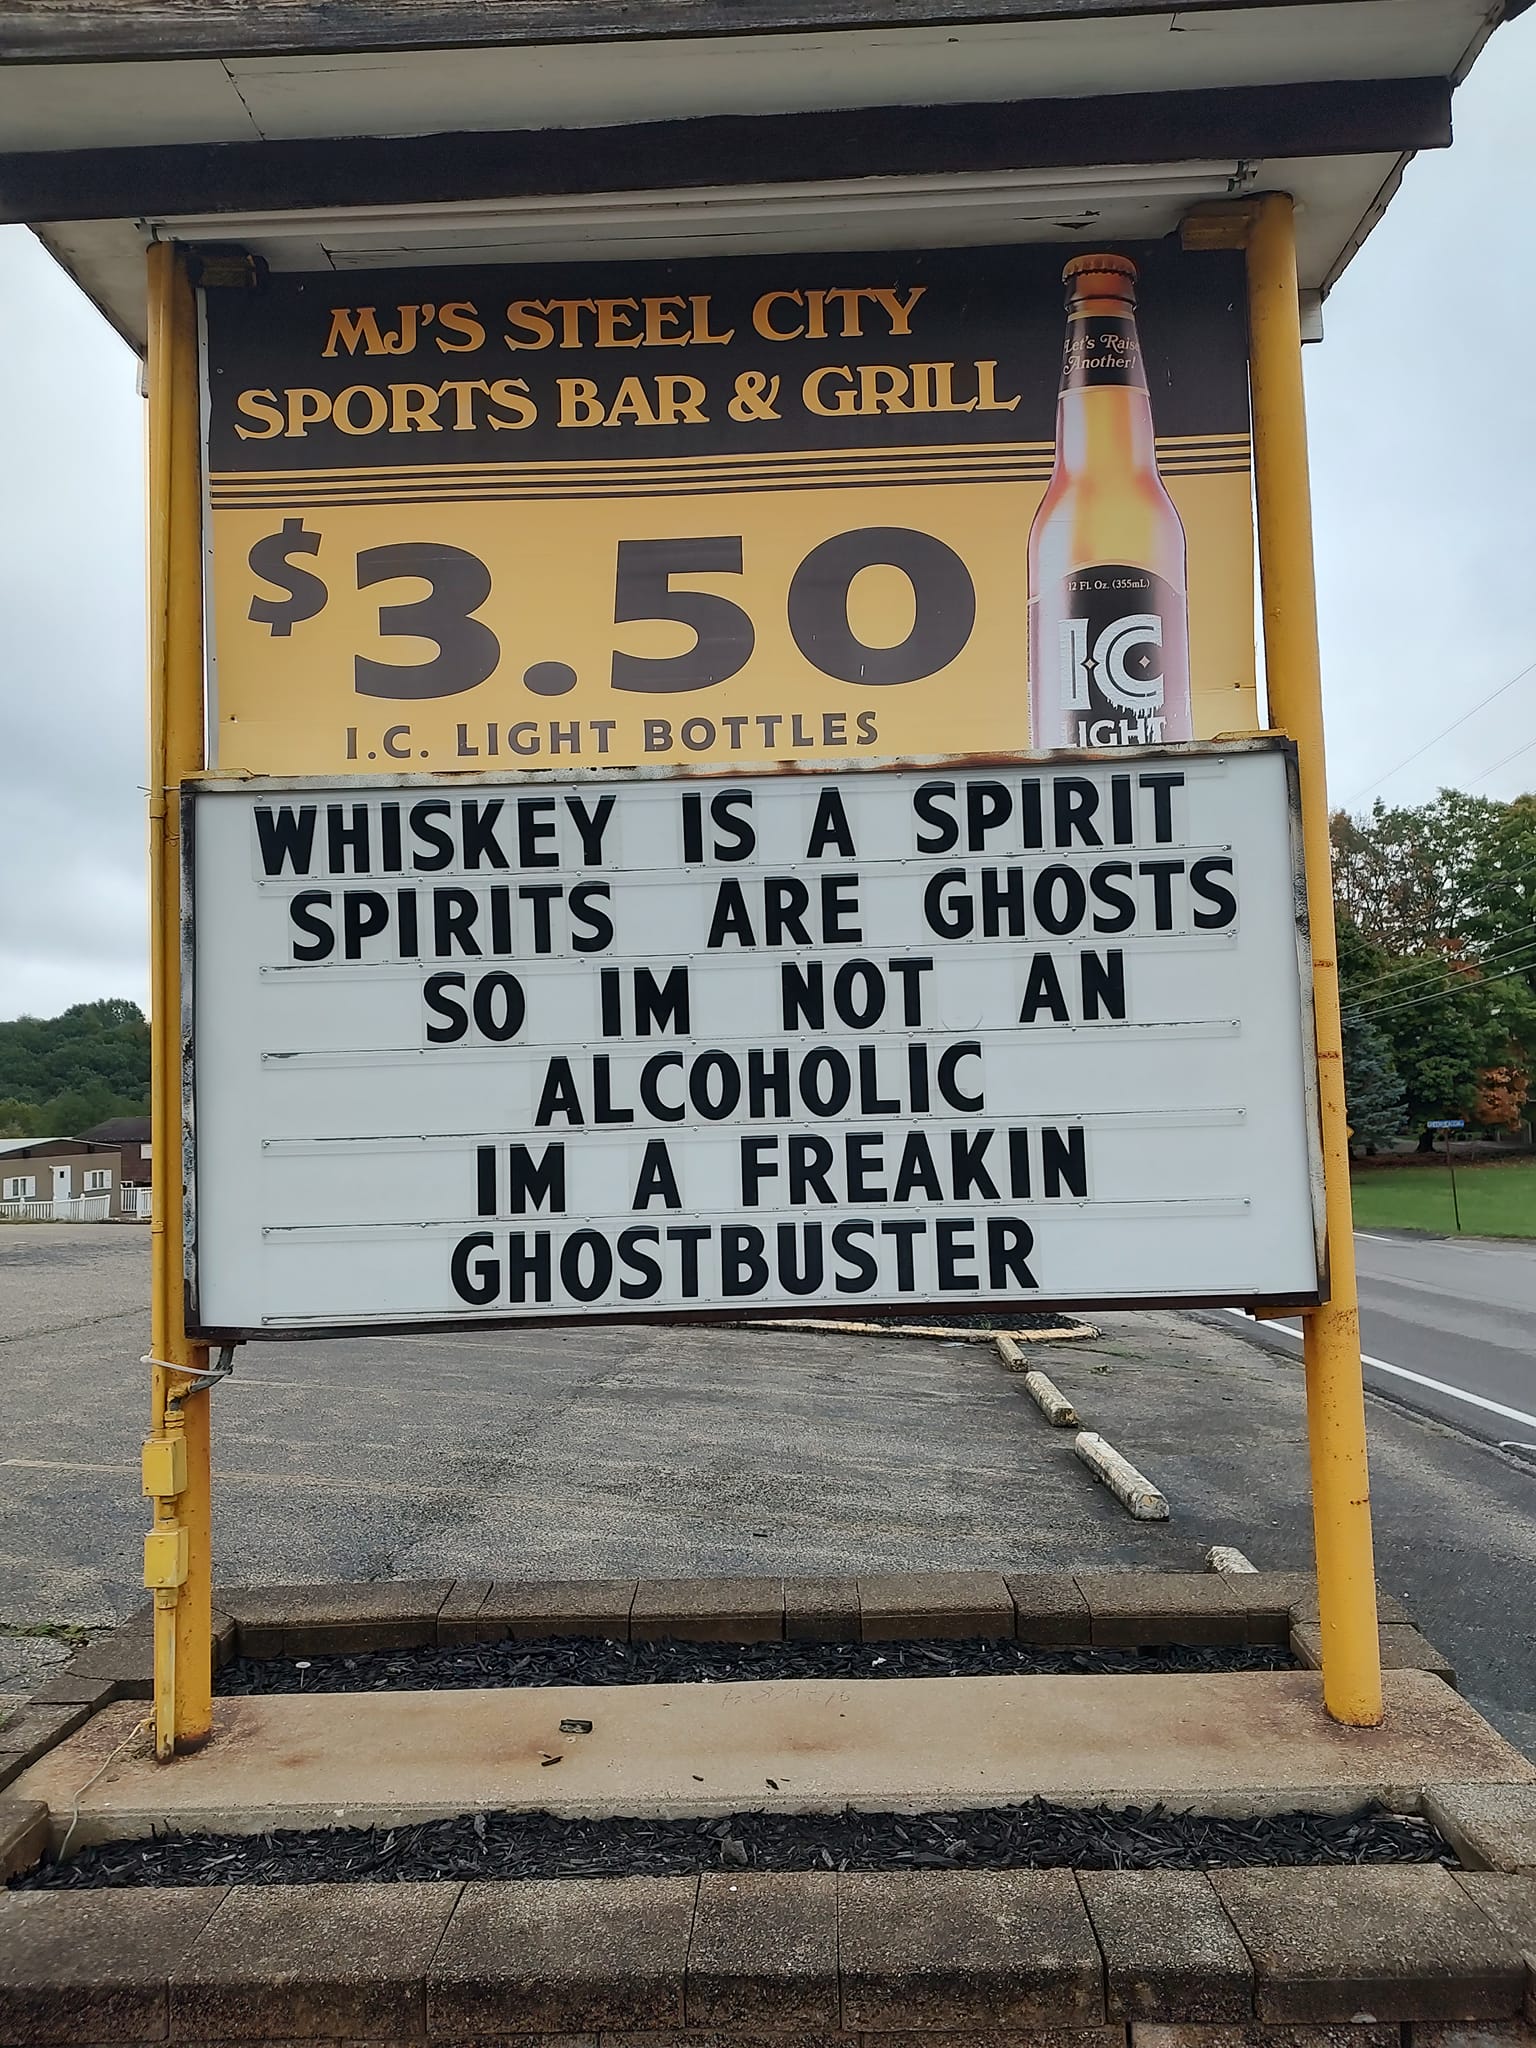 MJ'S STEEL CITY
SPORTS BAR & GRILL
$3.50
I.C. LIGHT BOTTLES
Let's Rais
Another!
12 Fl. Oz. (355mL)
IC
LIGHT
WHISKEY IS A SPIRIT
SPIRITS ARE GHOSTS
SO IM NOT AN
ALCOHOLIC
IM A FREAKIN
GHOSTBUSTER